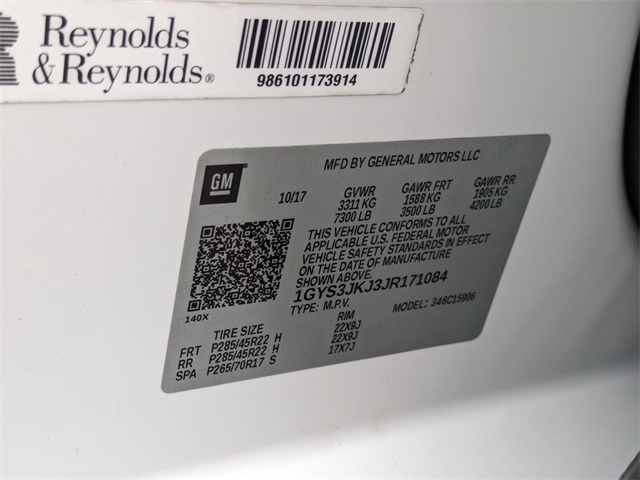 Reynolds
& Reynolds®
986101173914
MFD BY GENERAL MOTORS LLC
GM
10/17 GVWR GAWR FRT GAWR RR
3311 KG 1588 KG 1905 KG
7300 LB 3500 LB 4200 LB
THIS VEHICLE CONFORMS TO ALL
APPLICABLE U.S. FEDERAL MOTOR
VEHICLE SAFETY STANDARDS IN EFFECT
ON THE DATE OF MANUFACTURE
SHOWN ABOVE.
1GYS3JKJ3JR171084
TYPE: M.P.V. MODEL: 346C15906
140X
TIRE SIZE RIM
FRT P285/45R22 H 22X9J
RR P285/45R22 H 22X9J
SPA P265/70R17 S 17X7J